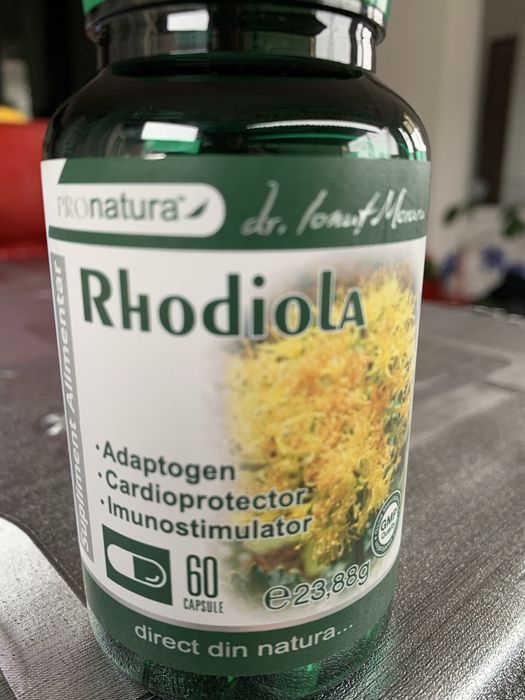 PROnatura
dr. Ionuț Moraru
Rhodiola
Supliment Alimentar
•Adaptogen
•Cardioprotector
•Imunostimulator
60
CAPSULE
℮23,88g
GMP
direct din natura...